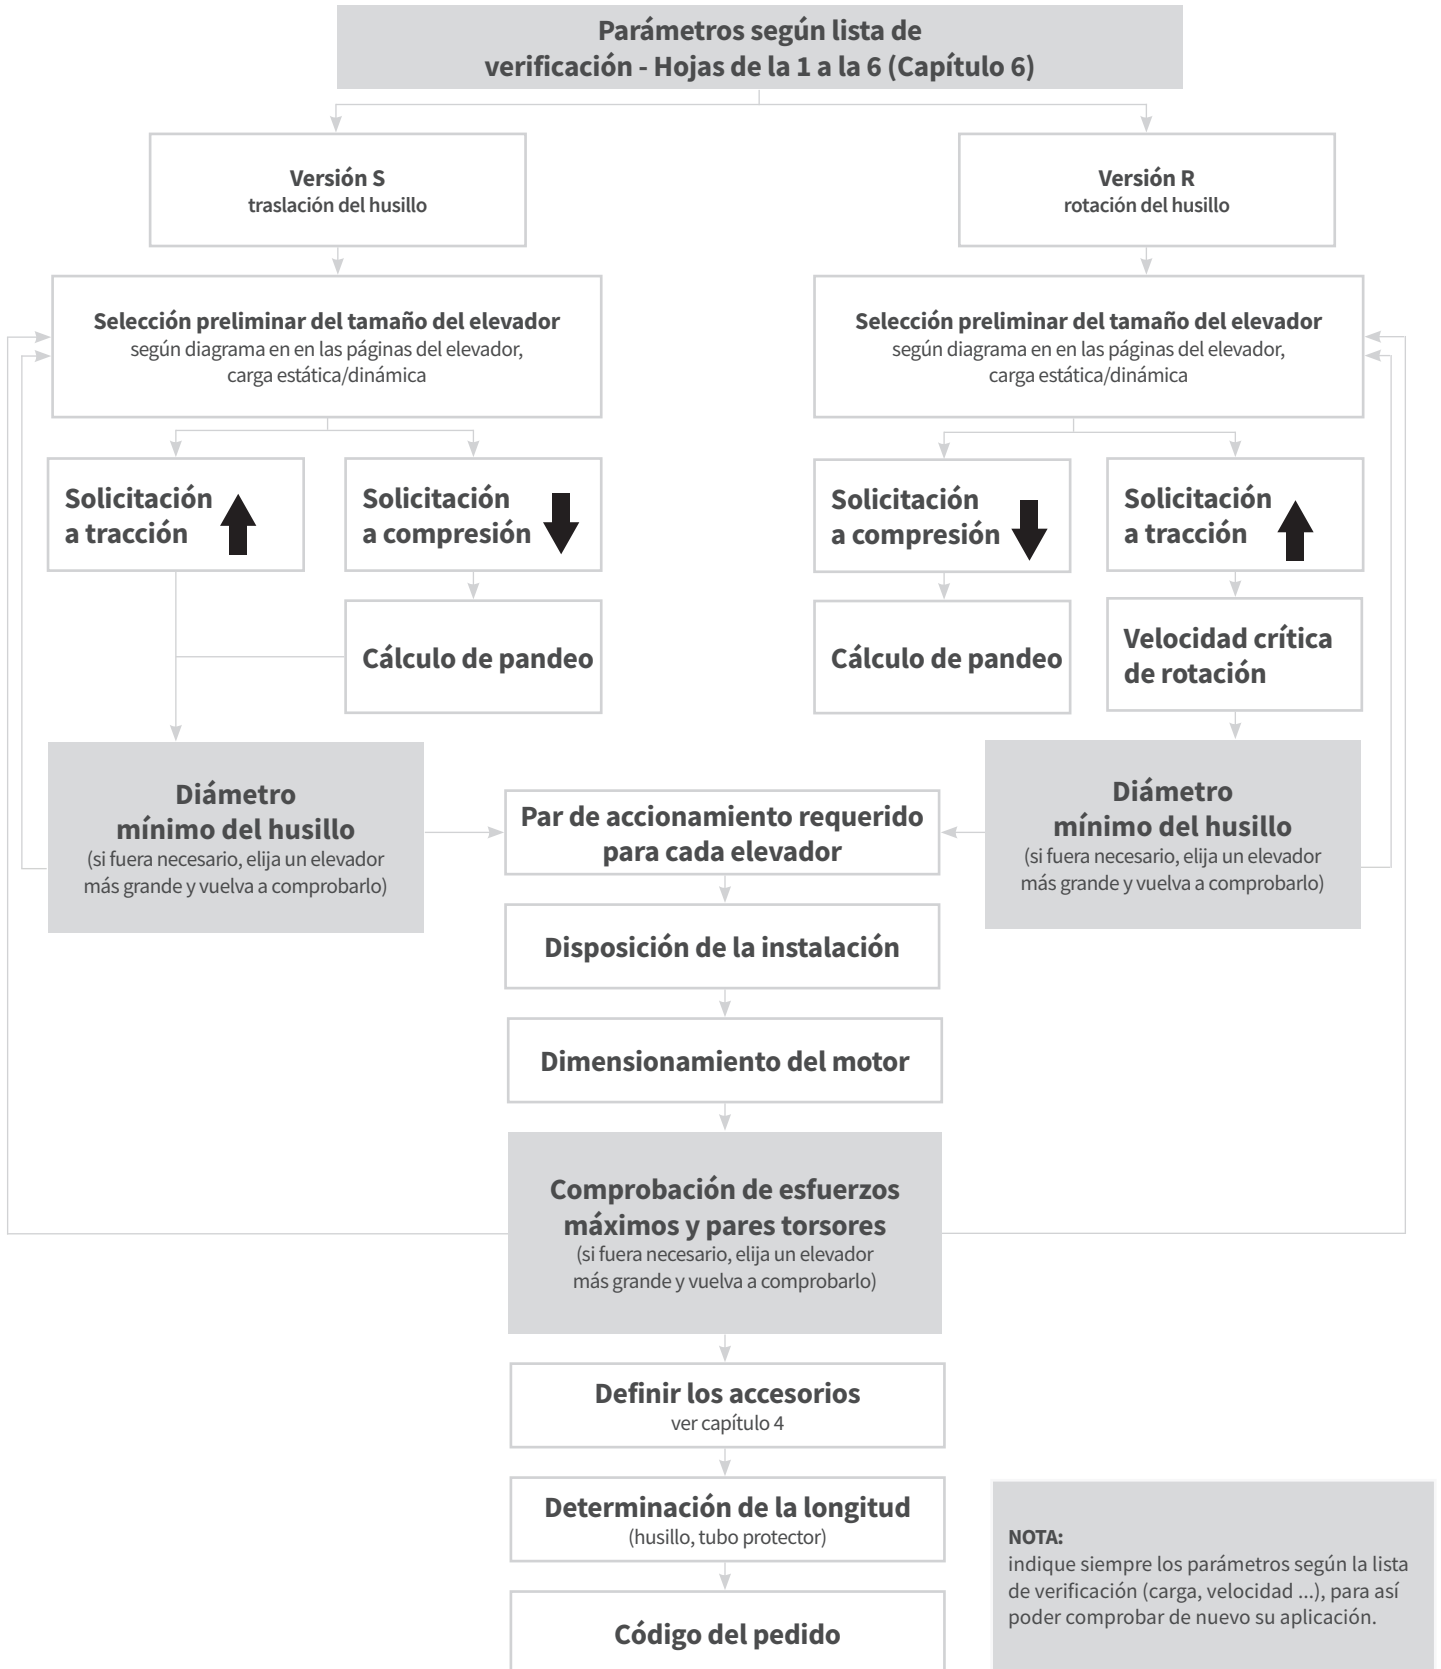 Parámetros según lista de
verificación - Hojas de la 1 a la 6 (Capítulo 6)
Versión S
traslación del husillo
Versión R
rotación del husillo
Selección preliminar del tamaño del elevador
según diagrama en en las páginas del elevador,
carga estática/dinámica
Selección preliminar del tamaño del elevador
según diagrama en en las páginas del elevador,
carga estática/dinámica
Solicitación
a tracción
Solicitación
a compresión
Solicitación
a compresión
Solicitación
a tracción
Cálculo de pandeo
Cálculo de pandeo
Velocidad crítica
de rotación
Diámetro
mínimo del husillo
(si fuera necesario, elija un elevador
más grande y vuelva a comprobarlo)
Par de accionamiento requerido
para cada elevador
Diámetro
mínimo del husillo
(si fuera necesario, elija un elevador
más grande y vuelva a comprobarlo)
Disposición de la instalación
Dimensionamiento del motor
Comprobación de esfuerzos
máximos y pares torsores
(si fuera necesario, elija un elevador
más grande y vuelva a comprobarlo)
Definir los accesorios
ver capítulo 4
Determinación de la longitud
(husillo, tubo protector)
Código del pedido
NOTA:
indique siempre los parámetros según la lista
de verificación (carga, velocidad ...), para así
poder comprobar de nuevo su aplicación.